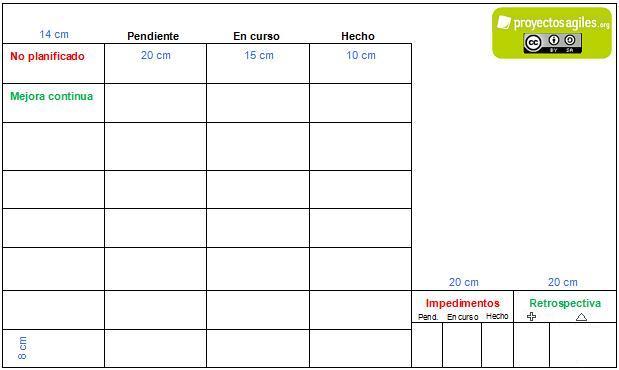 proyectosagiles.org
cc
BY SA
14 cm
Pendiente En curso Hecho
No planificado 20 cm 15 cm 10 cm
Mejora continua
20 cm 20 cm
Impedimentos Retrospectiva
Pend. En curso Hecho
8 cm